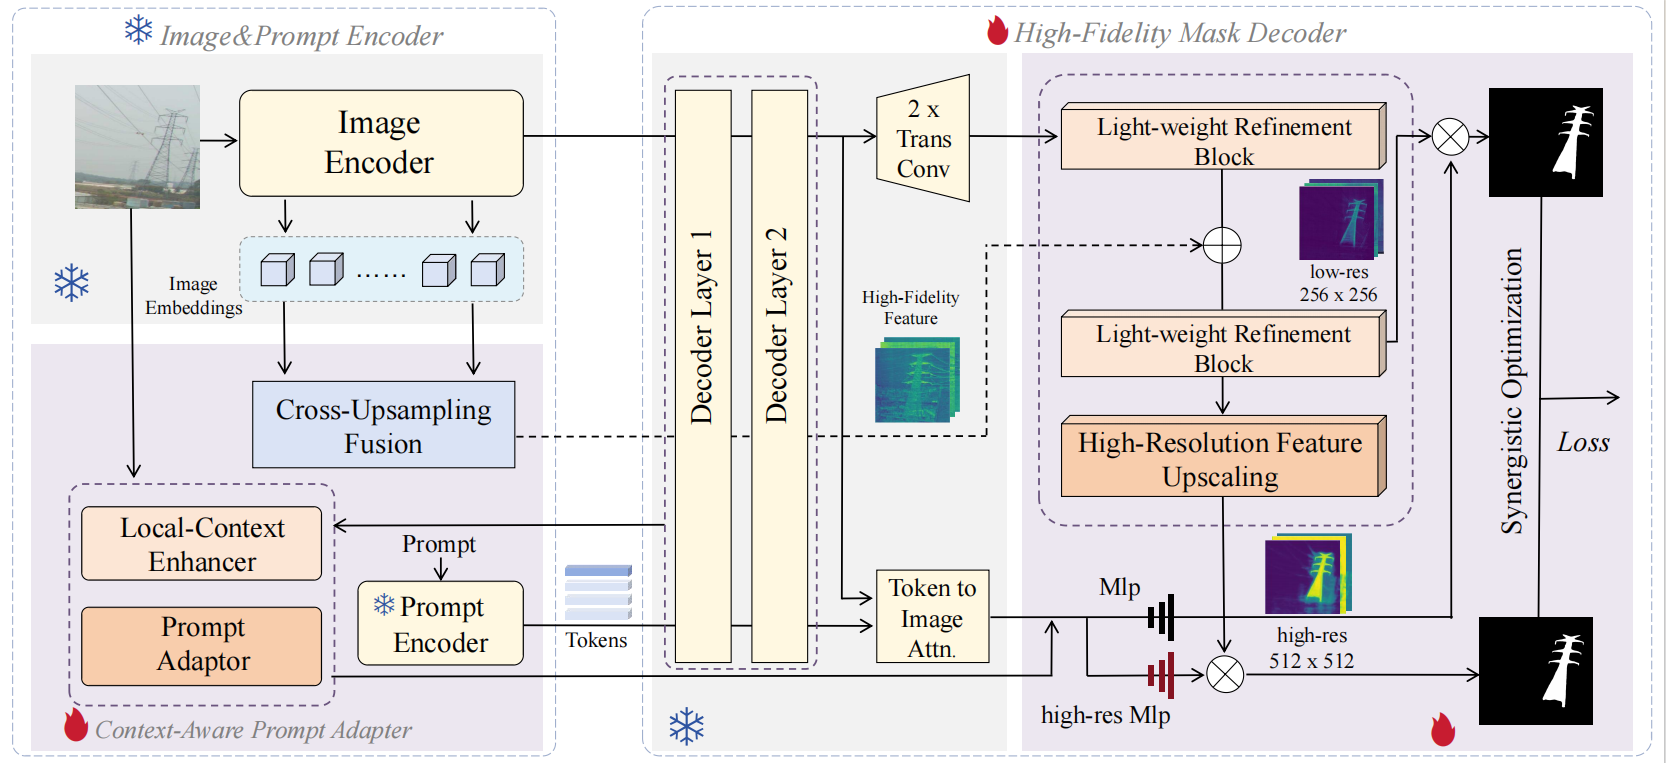 Image&Prompt Encoder
Image
Encoder
Image
Embeddings
......
Cross-Upsampling
Fusion
Local-Context
Enhancer
Prompt
Adaptor
Prompt
Prompt
Encoder
Tokens
Context-Aware Prompt Adapter
High-Fidelity Mask Decoder
Decoder Layer 1
Decoder Layer 2
2 x
Trans
Conv
High-Fidelity
Feature
Token to
Image
Attn.
Light-weight Refinement
Block
low-res
256 x 256
Light-weight Refinement
Block
High-Resolution Feature
Upscaling
Mlp
high-res
512 x 512
high-res Mlp
Synergistic Optimization
Loss